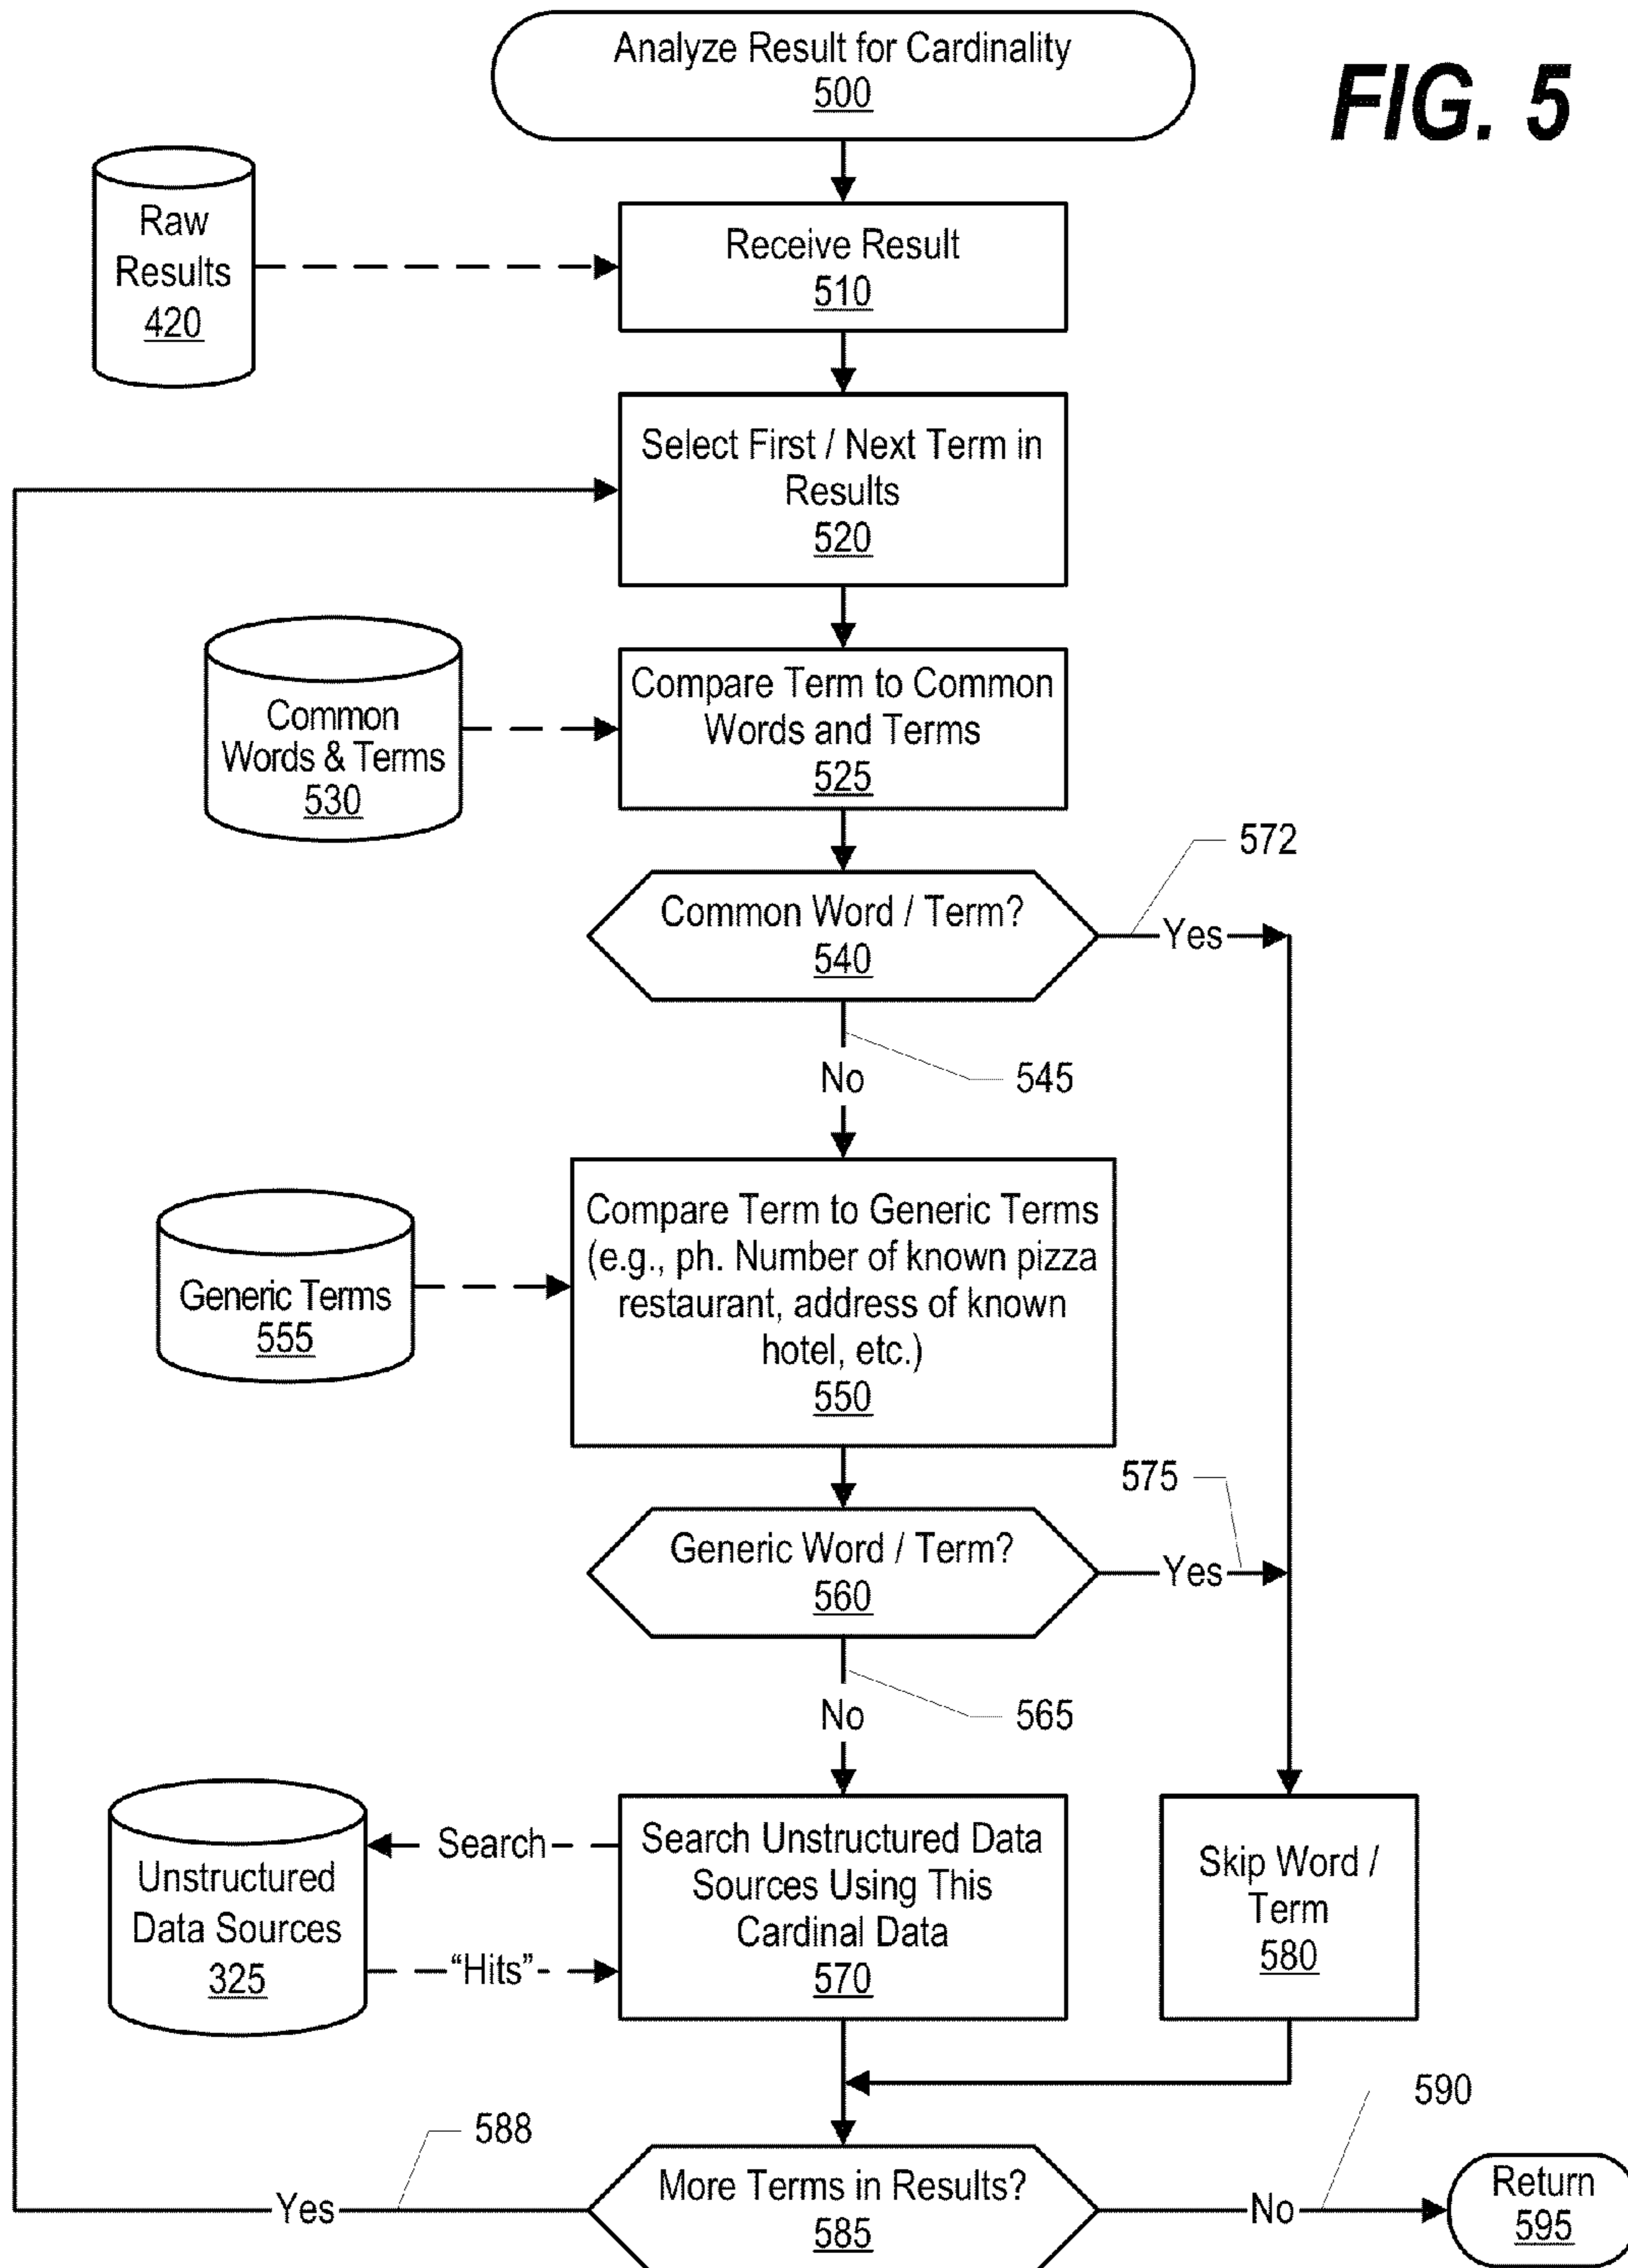 Analyze Result for Cardinality
500
FIG. 5
Raw
Results
420
Receive Result
510
Select First / Next Term in
Results
520
Common
Words & Terms
530
Compare Term to Common
Words and Terms
525
572
Common Word / Term?
540
Yes
545
No
Generic Terms
555
Compare Term to Generic Terms
(e.g., ph. Number of known pizza
restaurant, address of known
hotel, etc.)
550
575
Generic Word / Term?
560
Yes
565
No
Unstructured
Data Sources
325
Search
"Hits"
Search Unstructured Data
Sources Using This
Cardinal Data
570
Skip Word /
Term
580
588
590
Yes
More Terms in Results?
585
No
Return
595